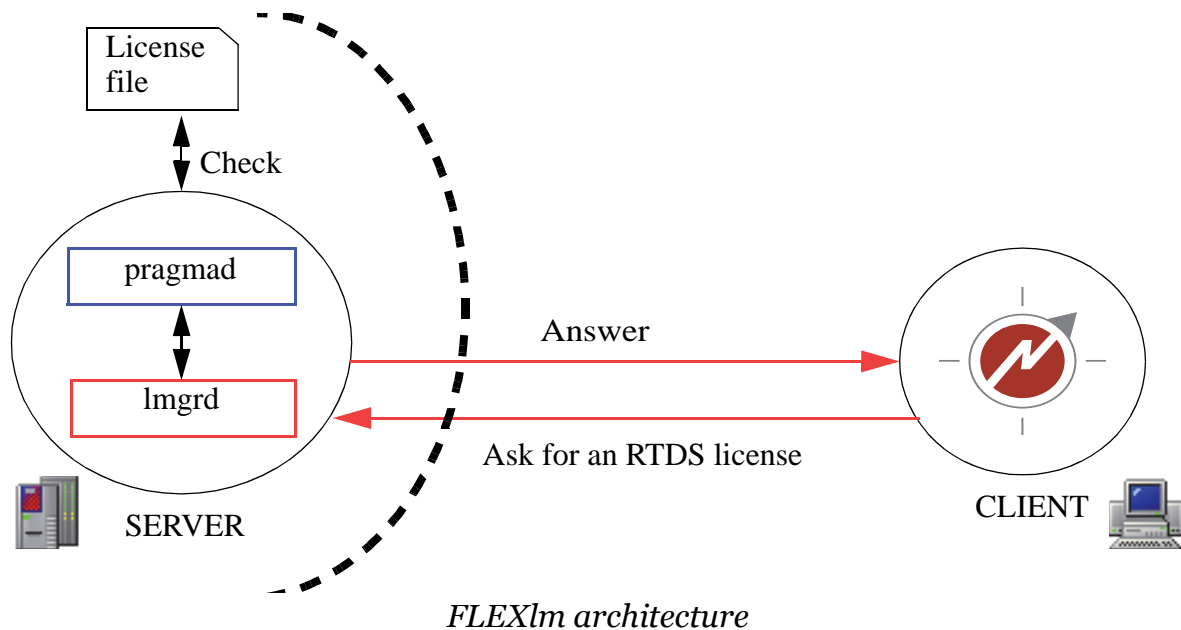 License
file
Check
pragmad
lmgrd
SERVER
Answer
Ask for an RTDS license
CLIENT
FLEXlm architecture